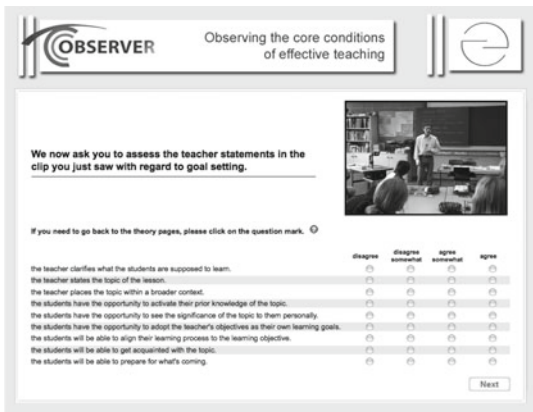 OBSERVER
Observing the core conditions
of effective teaching
We now ask you to assess the teacher statements in the
clip you just saw with regard to goal setting.
If you need to go back to the theory pages, please click on the question mark. ?
disagree disagree somewhat agree somewhat agree
the teacher clarifies what the students are supposed to learn.
the teacher states the topic of the lesson.
the teacher places the topic within a broader context.
the students have the opportunity to activate their prior knowledge of the topic.
the students have the opportunity to see the significance of the topic to them personally.
the students have the opportunity to adopt the teacher's objectives as their own learning goals.
the students will be able to align their learning process to the learning objective.
the students will be able to get acquainted with the topic.
the students will be able to prepare for what's coming.
Next